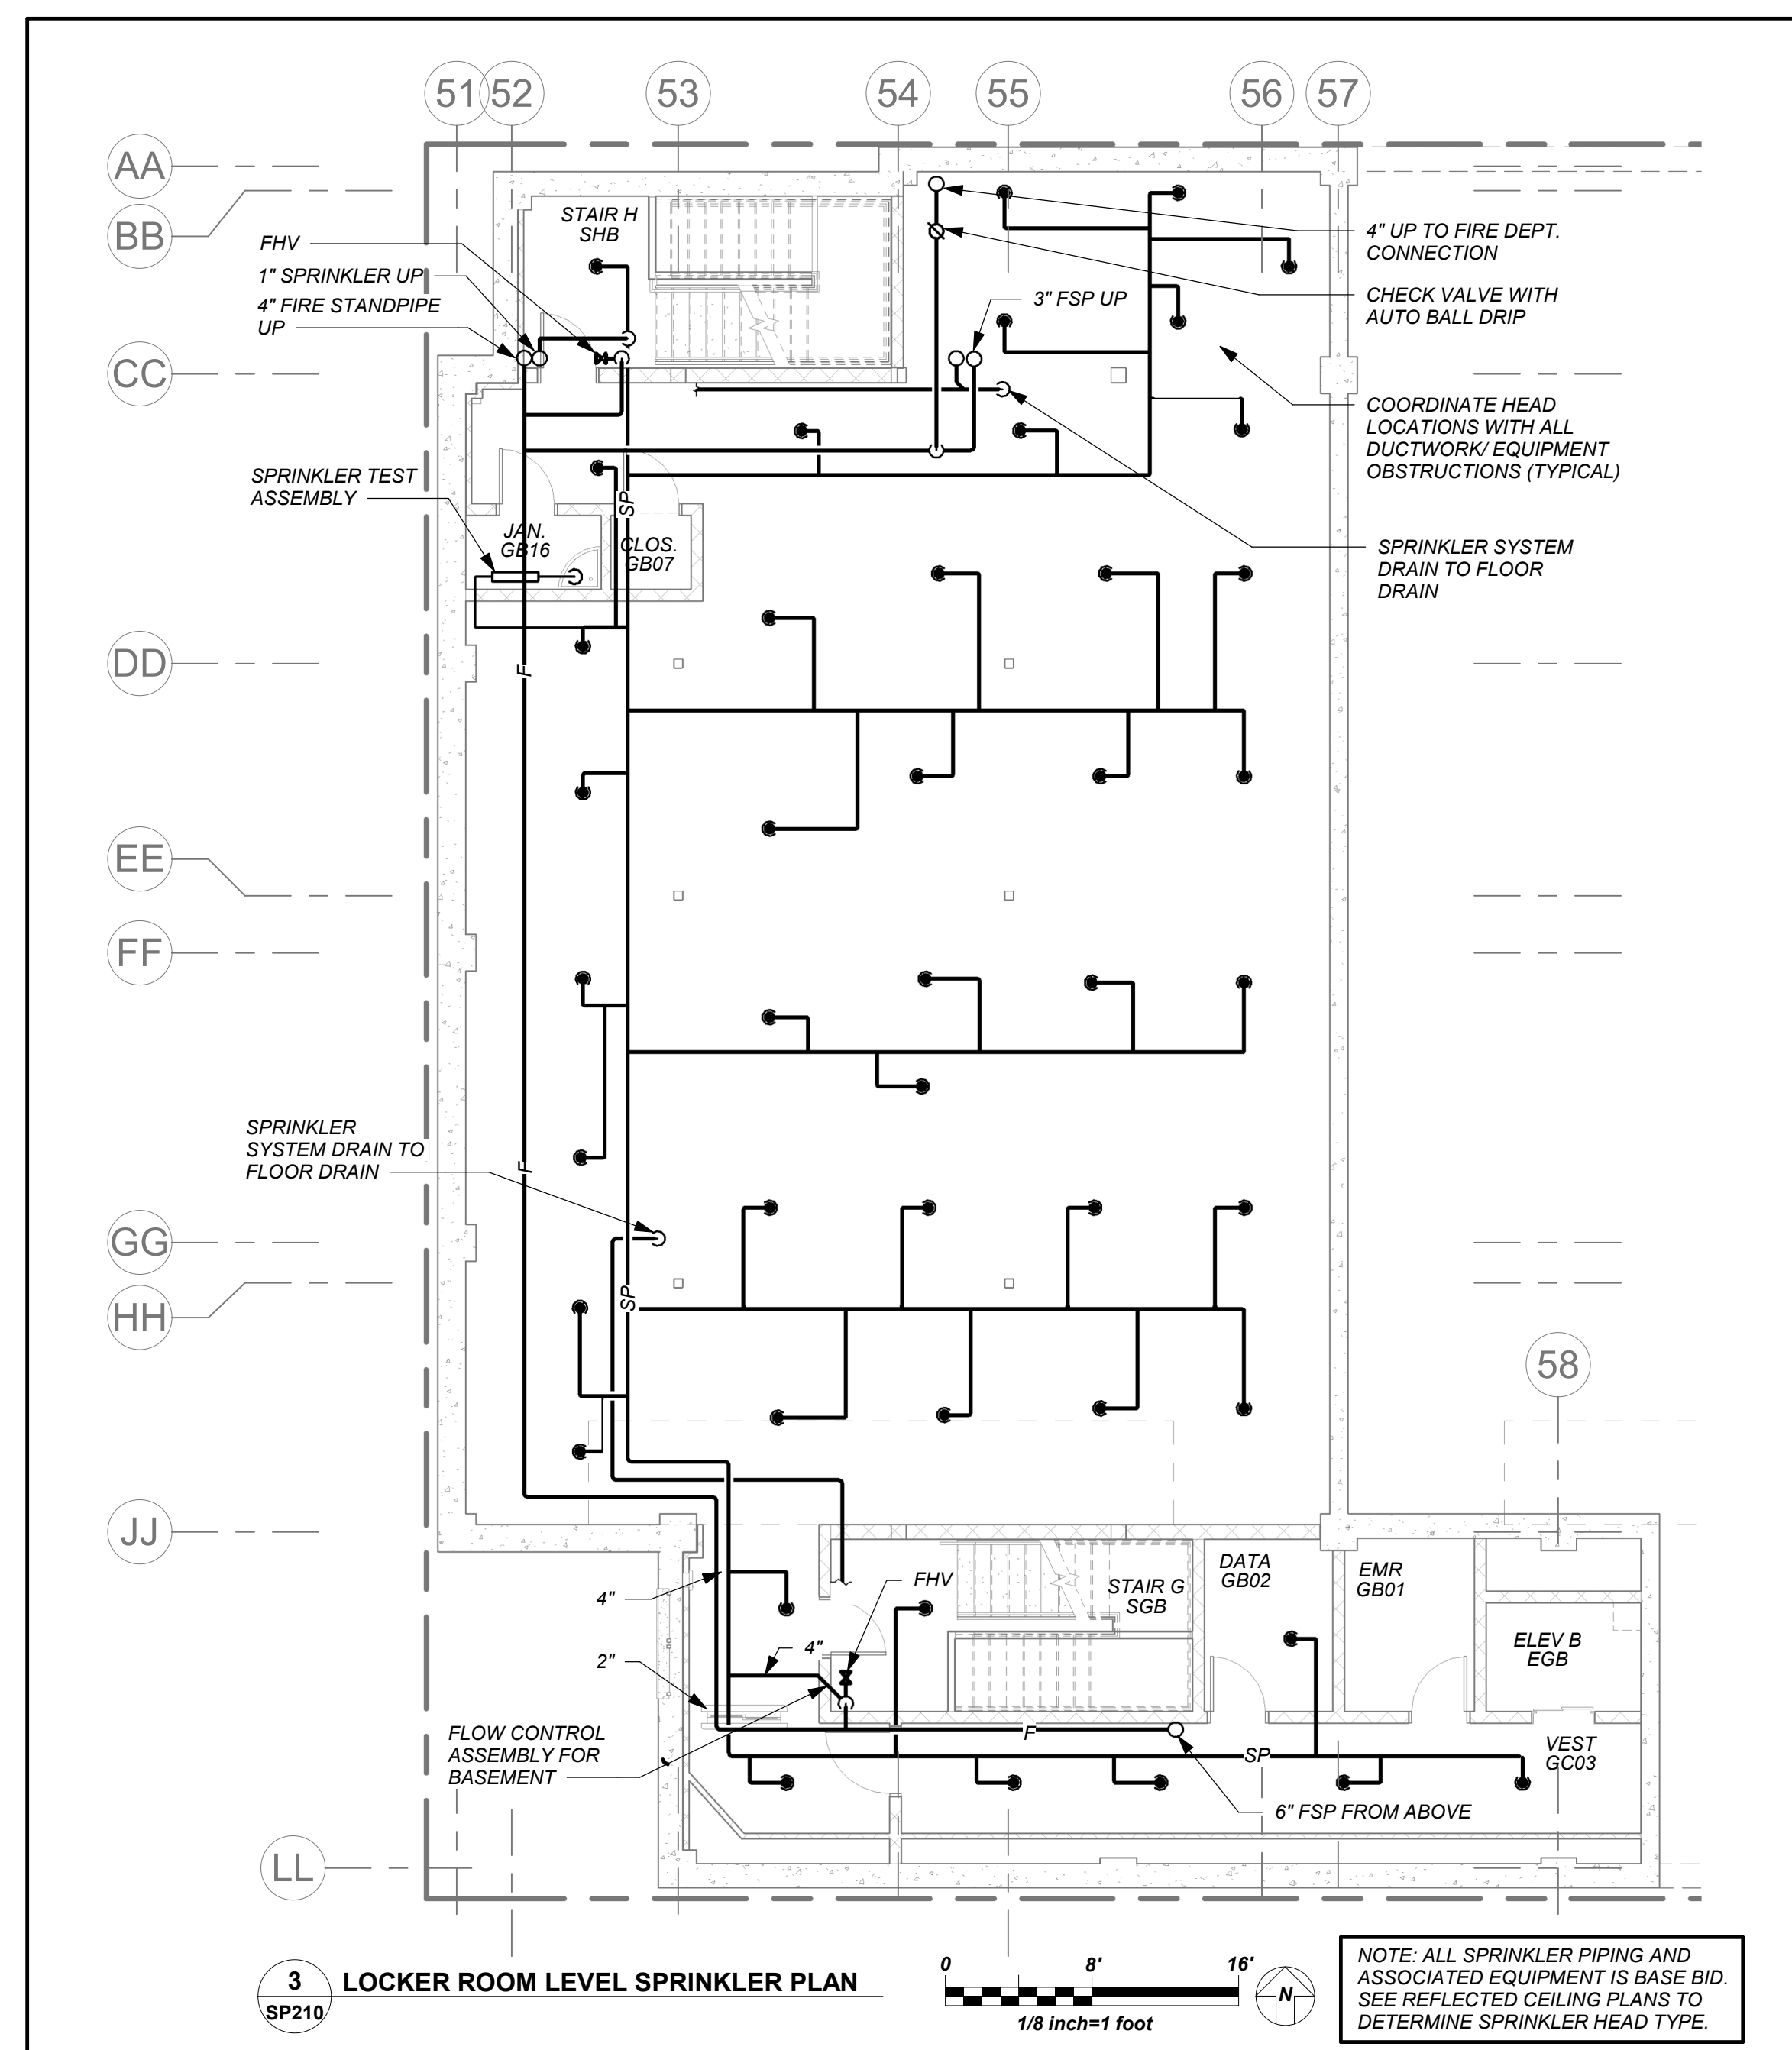 51 52 53 54 55 56 57
AA
BB
CC
DD
EE
FF
GG
HH
JJ
LL
58
STAIR H
SHB
FHV
1" SPRINKLER UP
4" FIRE STANDPIPE
UP
3" FSP UP
4" UP TO FIRE DEPT.
CONNECTION
CHECK VALVE WITH
AUTO BALL DRIP
COORDINATE HEAD
LOCATIONS WITH ALL
DUCTWORK/ EQUIPMENT
OBSTRUCTIONS (TYPICAL)
SPRINKLER TEST
ASSEMBLY
SP
JAN.
GB16
CLOS.
GB07
SPRINKLER SYSTEM
DRAIN TO FLOOR
DRAIN
F
SPRINKLER
SYSTEM DRAIN TO
FLOOR DRAIN
F
SP
4"
FHV
STAIR G
SGB
DATA
GB02
EMR
GB01
ELEV B
EGB
4"
2"
FLOW CONTROL
ASSEMBLY FOR
BASEMENT
F
SP
VEST
GC03
6" FSP FROM ABOVE
3
SP210
LOCKER ROOM LEVEL SPRINKLER PLAN
0 8' 16'
1/8 inch=1 foot
N
NOTE: ALL SPRINKLER PIPING AND
ASSOCIATED EQUIPMENT IS BASE BID.
SEE REFLECTED CEILING PLANS TO
DETERMINE SPRINKLER HEAD TYPE.